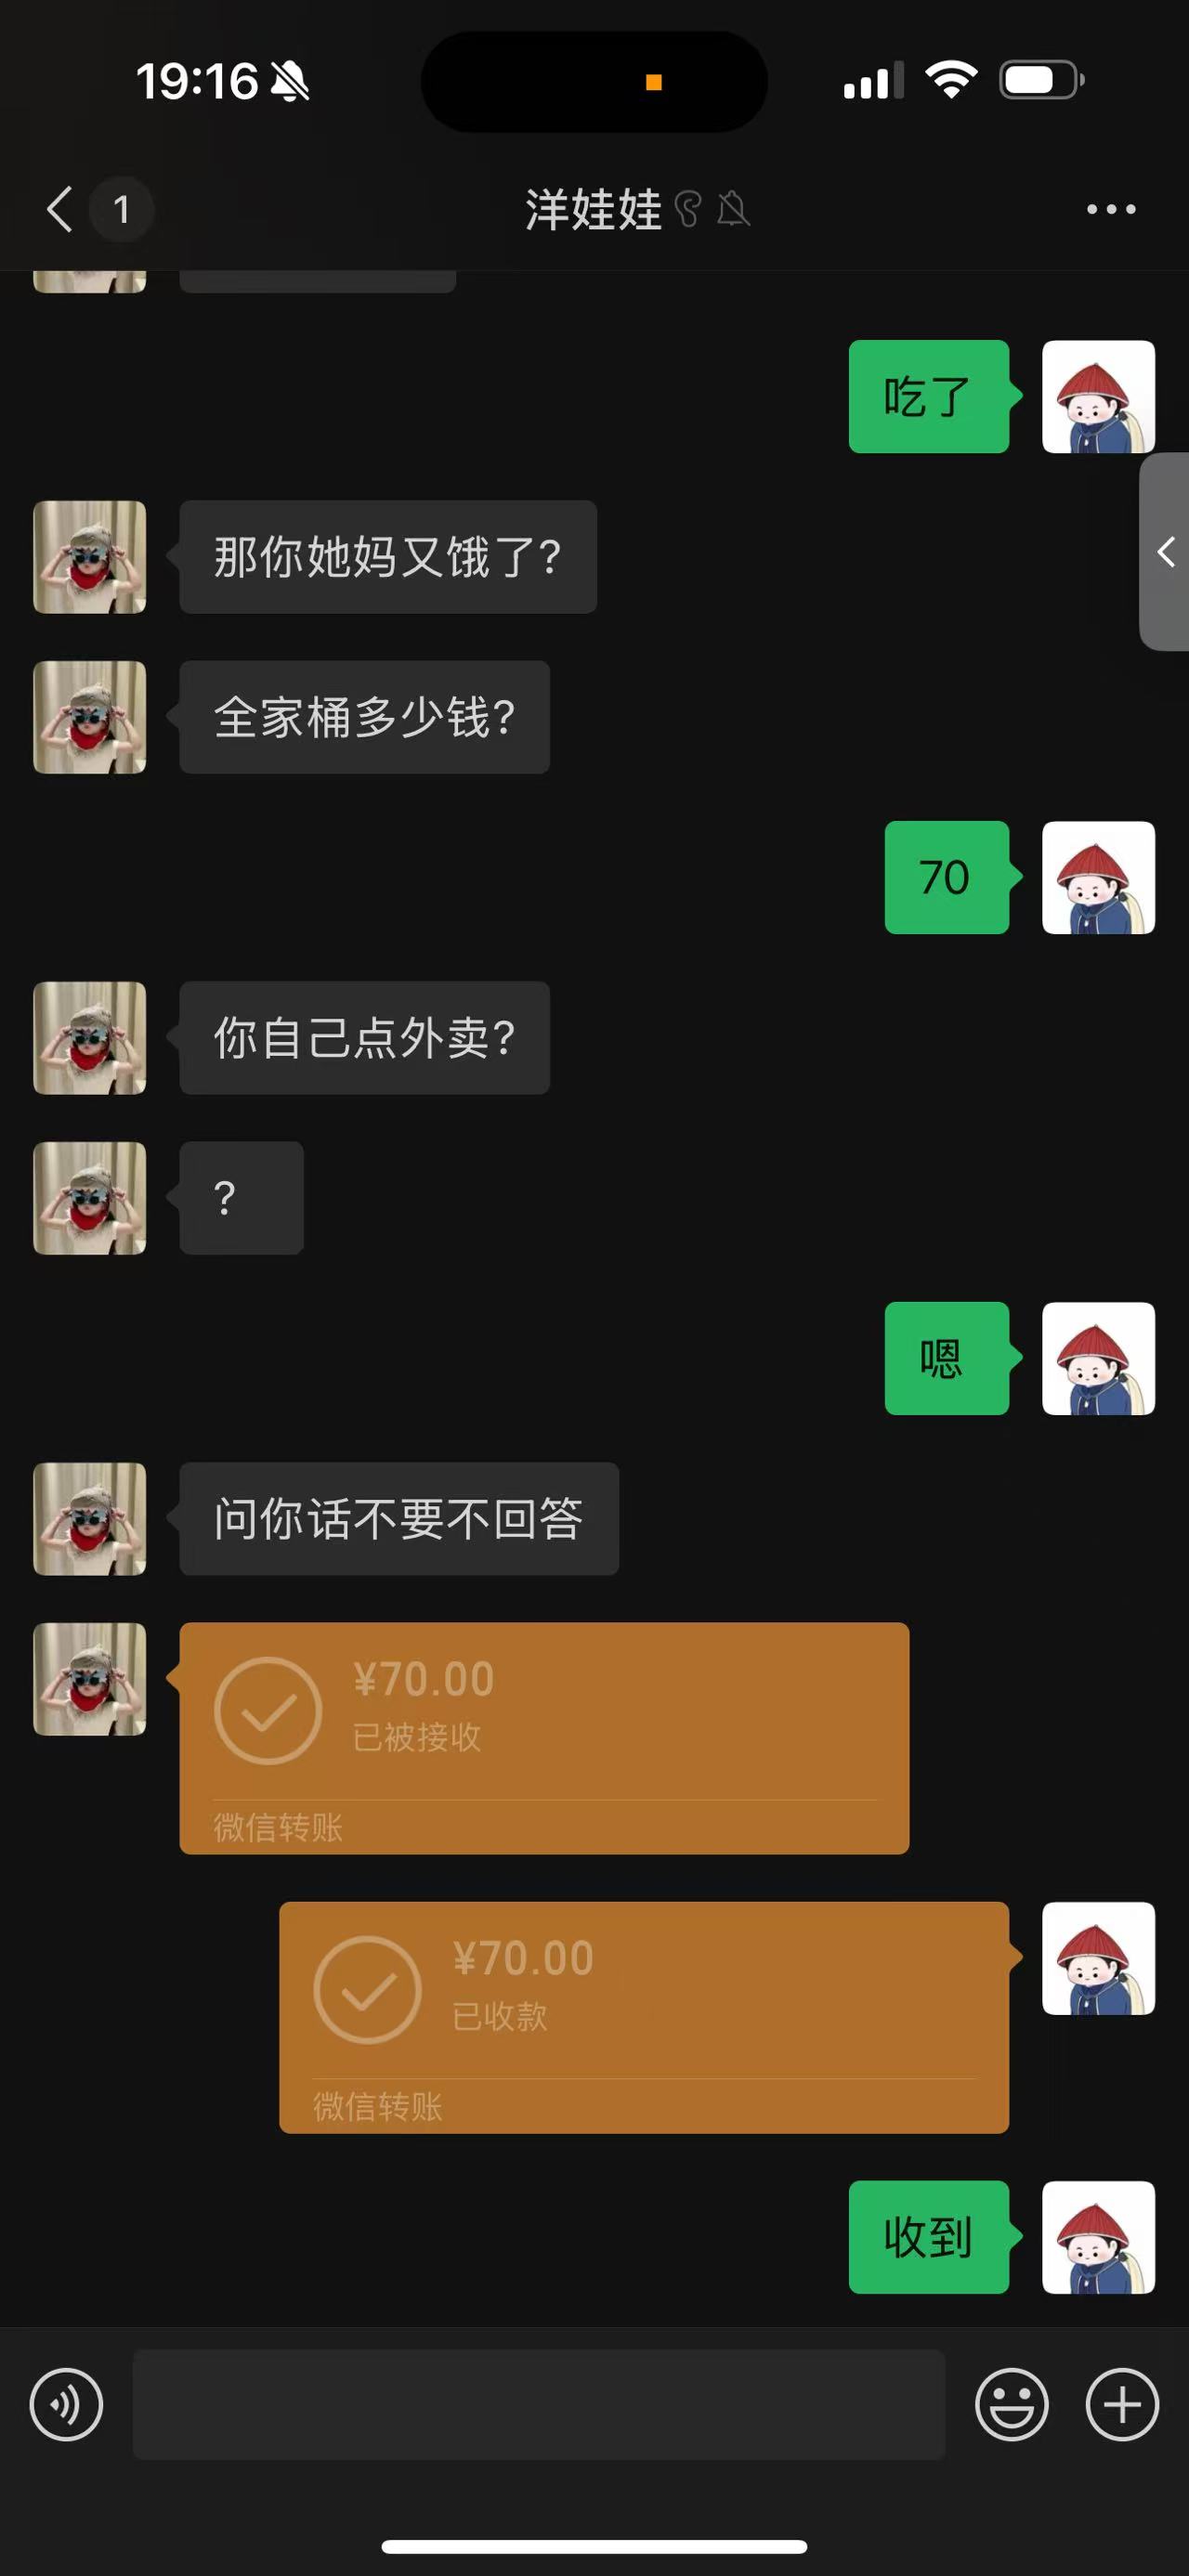 19:16
1
洋娃娃
吃了
那你她妈又饿了?
全家桶多少钱?
70
你自己点外卖?
?
嗯
问你话不要不回答
¥70.00
已被接收
微信转账
¥70.00
已收款
微信转账
收到